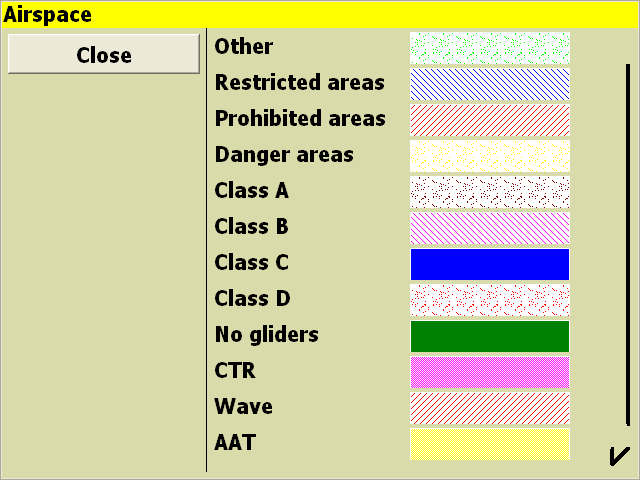 Airspace
Close
Other
Restricted areas
Prohibited areas
Danger areas
Class A
Class B
Class C
Class D
No gliders
CTR
Wave
AAT